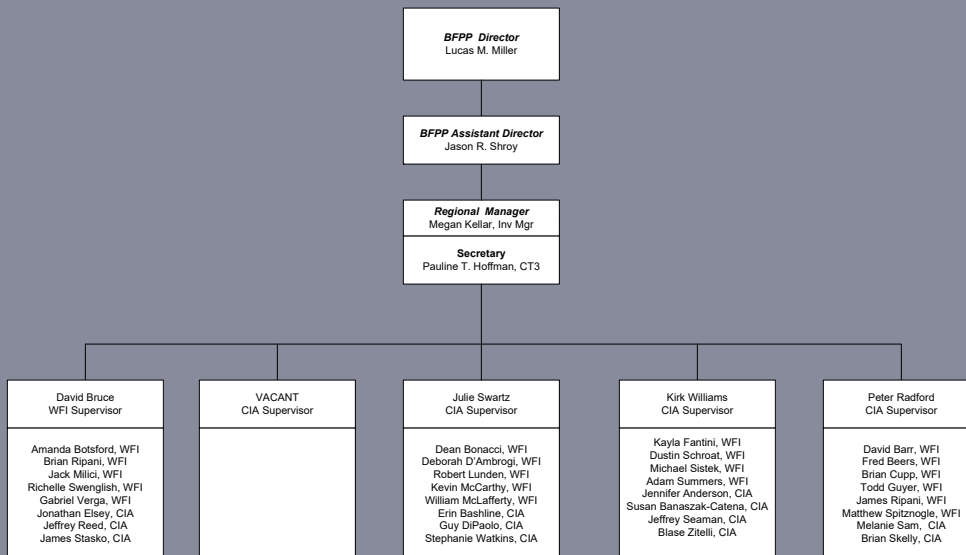 BFPP Director
Lucas M. Miller
BFPP Assistant Director
Jason R. Shroy
Regional Manager
Megan Kellar, Inv Mgr
Secretary
Pauline T. Hoffman, CT3
David Bruce
WFI Supervisor
Amanda Botsford, WFI
Brian Ripani, WFI
Jack Milici, WFI
Richelle Swenglish, WFI
Gabriel Verga, WFI
Jonathan Elsey, CIA
Jeffrey Reed, CIA
James Stasko, CIA
VACANT
CIA Supervisor
Julie Swartz
CIA Supervisor
Dean Bonacci, WFI
Deborah D'Ambrogi, WFI
Robert Lunden, WFI
Kevin McCarthy, WFI
William McLafferty, WFI
Erin Bashline, CIA
Guy DiPaolo, CIA
Stephanie Watkins, CIA
Kirk Williams
CIA Supervisor
Kayla Fantini, WFI
Dustin Schroat, WFI
Michael Sistek, WFI
Adam Summers, WFI
Jennifer Anderson, CIA
Susan Banaszak-Catena, CIA
Jeffrey Seaman, CIA
Blase Zitelli, CIA
Peter Radford
CIA Supervisor
David Barr, WFI
Fred Beers, WFI
Brian Cupp, WFI
Todd Guyer, WFI
James Ripani, WFI
Matthew Spitznogle, WFI
Melanie Sam, CIA
Brian Skelly, CIA